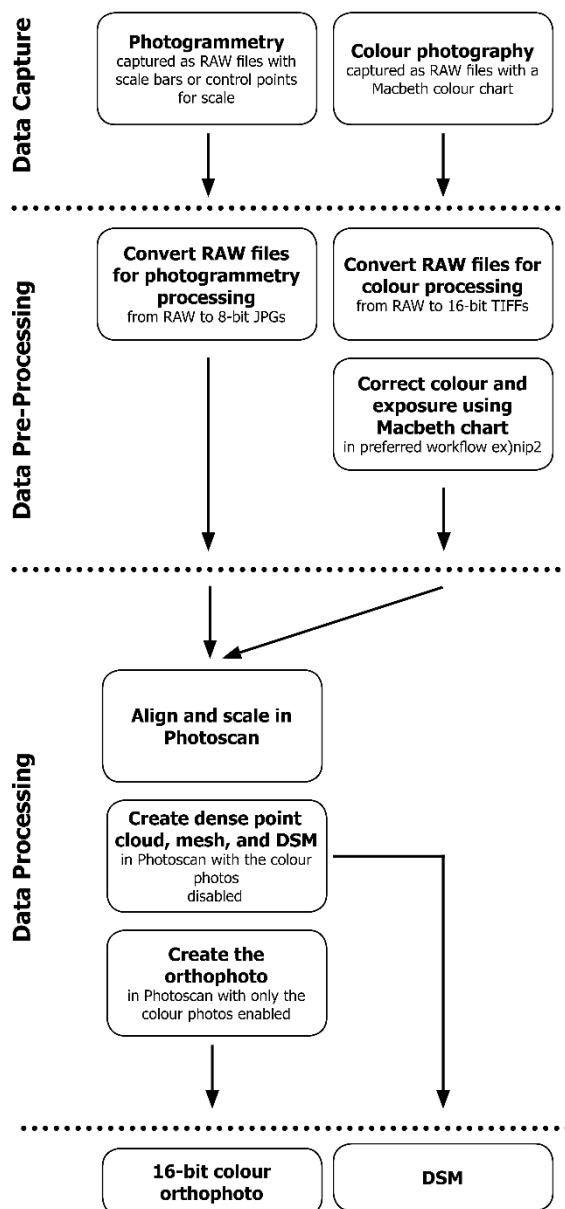 Data Capture
Photogrammetry
captured as RAW files with
scale bars or control points
for scale
Colour photography
captured as RAW files with a
Macbeth colour chart
Data Pre-Processing
Convert RAW files
for photogrammetry
processing
from RAW to 8-bit JPGs
Convert RAW files for
colour processing
from RAW to 16-bit TIFFs
Correct colour and
exposure using
Macbeth chart
in preferred workflow ex)nip2
Data Processing
Align and scale in
Photoscan
Create dense point
cloud, mesh, and DSM
in Photoscan with the colour
photos
disabled
Create the
orthophoto
in Photoscan with only the
colour photos enabled
16-bit colour
orthophoto
DSM